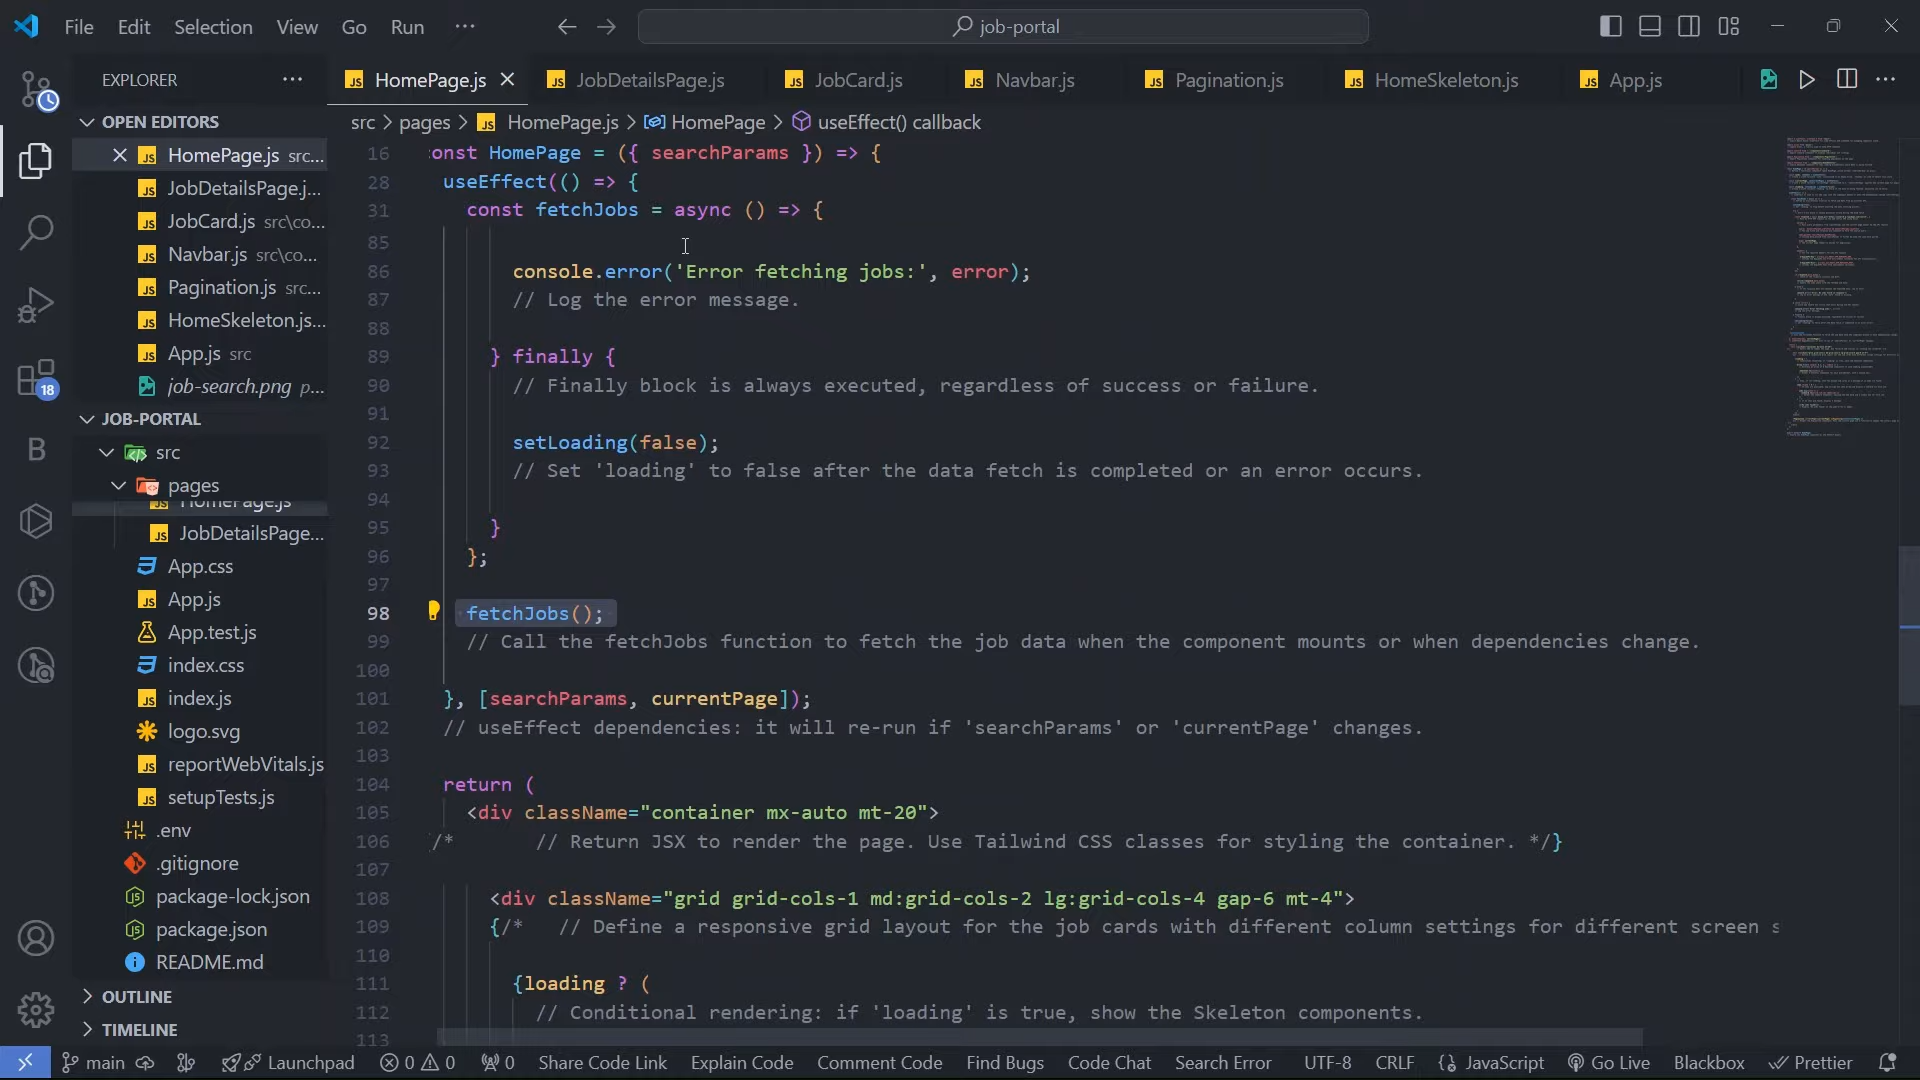 File Edit Selection View Go Run ··· job-portal
EXPLORER ···
HomePage.js JobDetailsPage.js JobCard.js Navbar.js Pagination.js HomeSkeleton.js App.js ···
OPEN EDITORS
HomePage.js src...
JobDetailsPage.j...
JobCard.js src\co...
Navbar.js src\co...
Pagination.js src...
HomeSkeleton.js...
App.js src
job-search.png p...
JOB-PORTAL
src
pages
HomePage.js
JobDetailsPage...
App.css
App.js
App.test.js
index.css
index.js
logo.svg
reportWebVitals.js
setupTests.js
.env
.gitignore
package-lock.json
package.json
README.md
OUTLINE
TIMELINE
18
B
src > pages > JS HomePage.js > HomePage > useEffect() callback
16 onst HomePage = ({ searchParams }) => {
28 useEffect(() => {
31 const fetchJobs = async () => {
85
86 console.error('Error fetching jobs:', error);
87 // Log the error message.
88
89 } finally {
90 // Finally block is always executed, regardless of success or failure.
91
92 setLoading(false);
93 // Set 'loading' to false after the data fetch is completed or an error occurs.
94
95 }
96 };
97
98 fetchJobs();
99 // Call the fetchJobs function to fetch the job data when the component mounts or when dependencies change.
100
101 }, [searchParams, currentPage]);
102 // useEffect dependencies: it will re-run if 'searchParams' or 'currentPage' changes.
103
104 return (
105 <div className="container mx-auto mt-20">
106 /* // Return JSX to render the page. Use Tailwind CSS classes for styling the container. */}
107
108 <div className="grid grid-cols-1 md:grid-cols-2 lg:grid-cols-4 gap-6 mt-4">
109 {/* // Define a responsive grid layout for the job cards with different column settings for different screen s
110
111 {loading ? (
112 // Conditional rendering: if 'loading' is true, show the Skeleton components.
113
main Launchpad 0 0 0 Share Code Link Explain Code Comment Code Find Bugs Code Chat Search Error UTF-8 CRLF {} JavaScript Go Live Blackbox Prettier